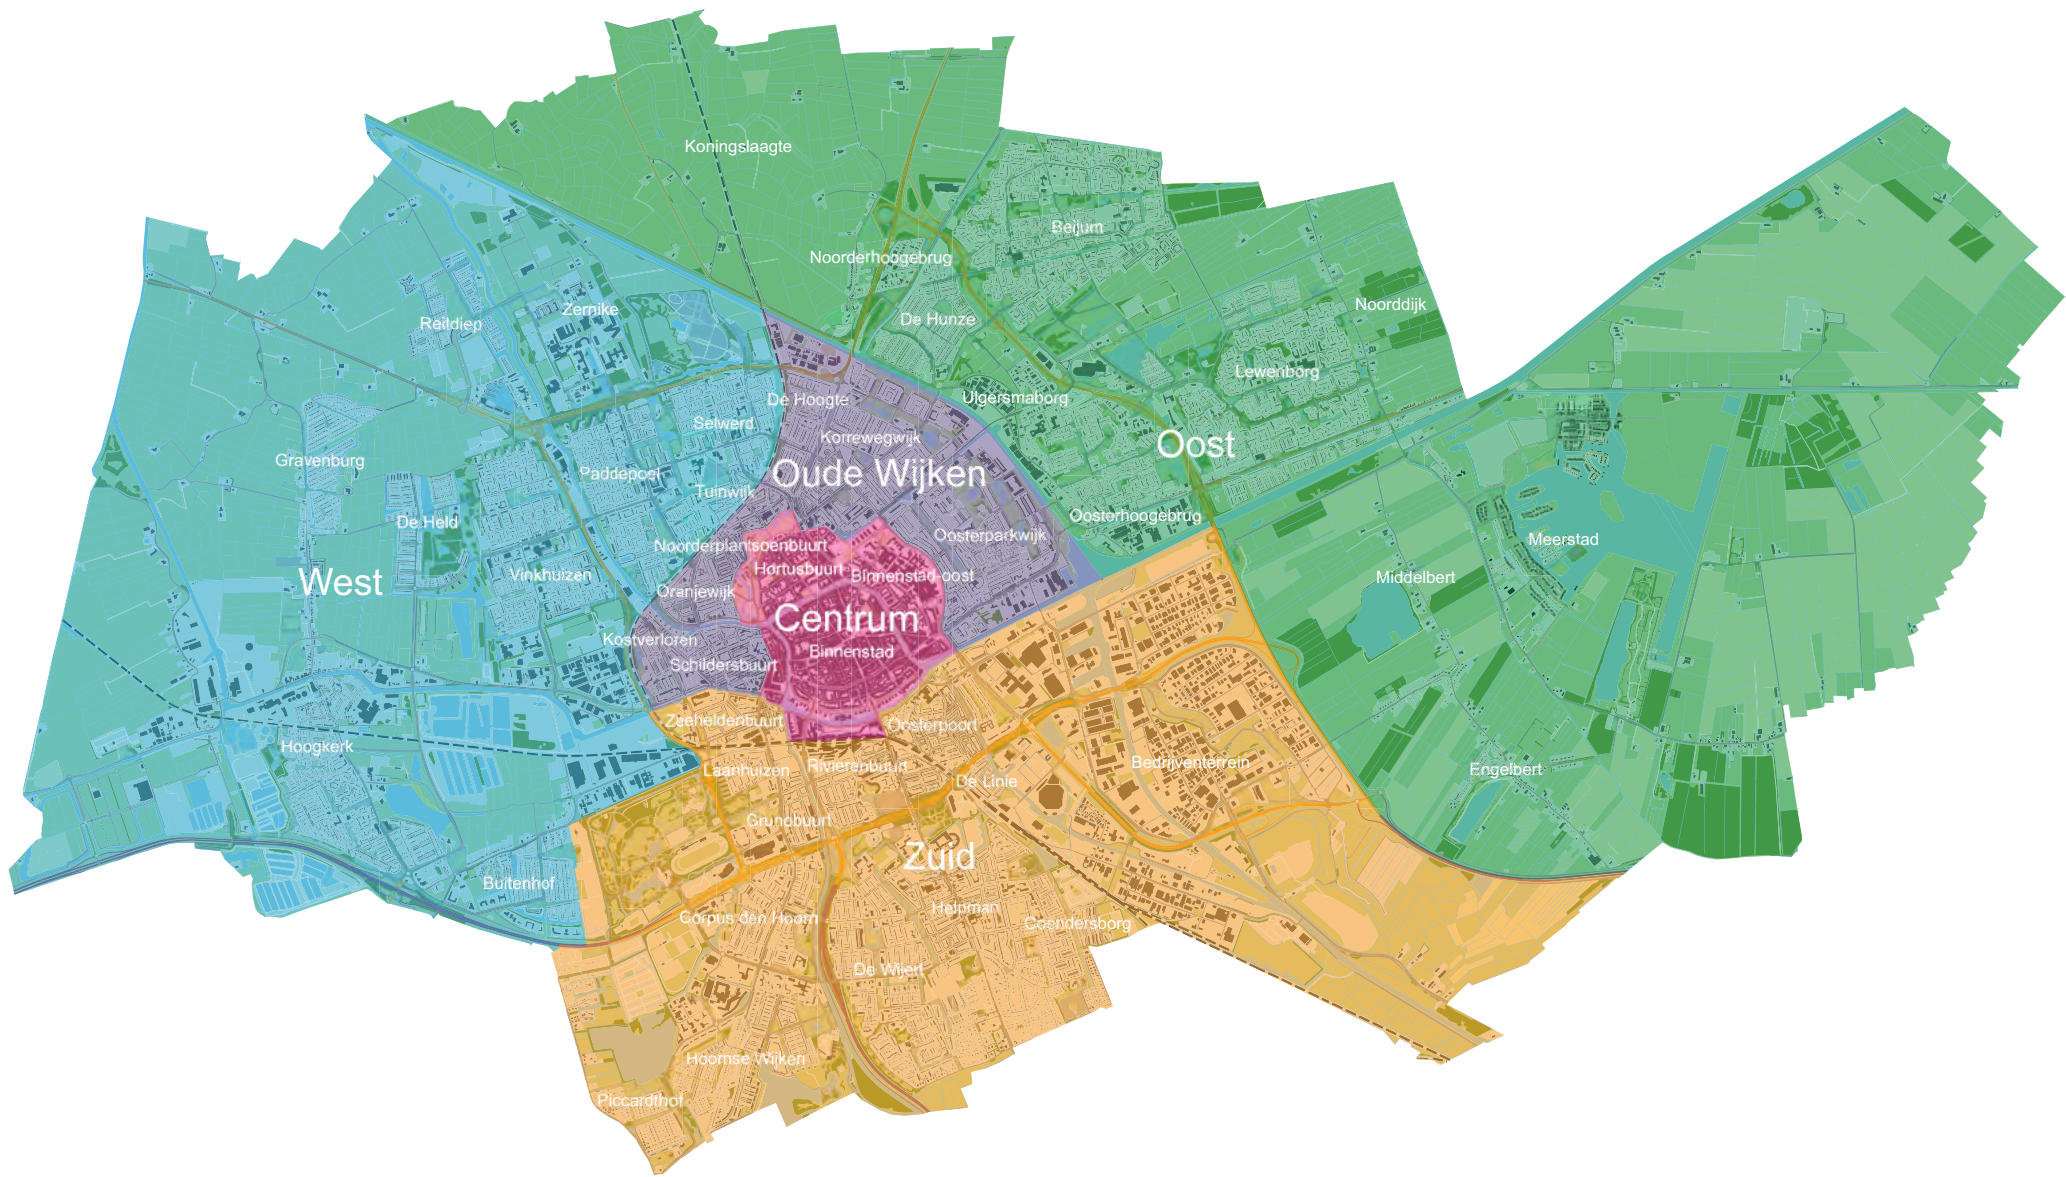 Koningslaagte
Beijum
Noorderhoogebrug
Zernike
Noorddijk
Reitdiep
De Hunze
Lewenborg
De Hoogte
Ulgersmaborg
Selwerd
Korrewegwijk
Oost
Gravenburg
Paddepoel
Oude Wijken
Tuinwijk
De Held
Oosterhoogebrug
Oosterparkwijk
Meerstad
Noorderplantsoenbuurt
Hortusbuurt
Vinkhuizen
Binnenstad-oost
Middelbert
West
Oranjewijk
Centrum
Kostverloren
Binnenstad
Schildersbuurt
Zeeheldenbuurt
Oosterpoort
Hoogkerk
Laanhuizen
Rivierenbuurt
Bedrijventerrein
Engelbert
De Linie
Grunobuurt
Zuid
Buitenhof
Helpman
Corpus den Hoorn
Coendersborg
De Wijert
Hoornse Wijken
Piccardthof